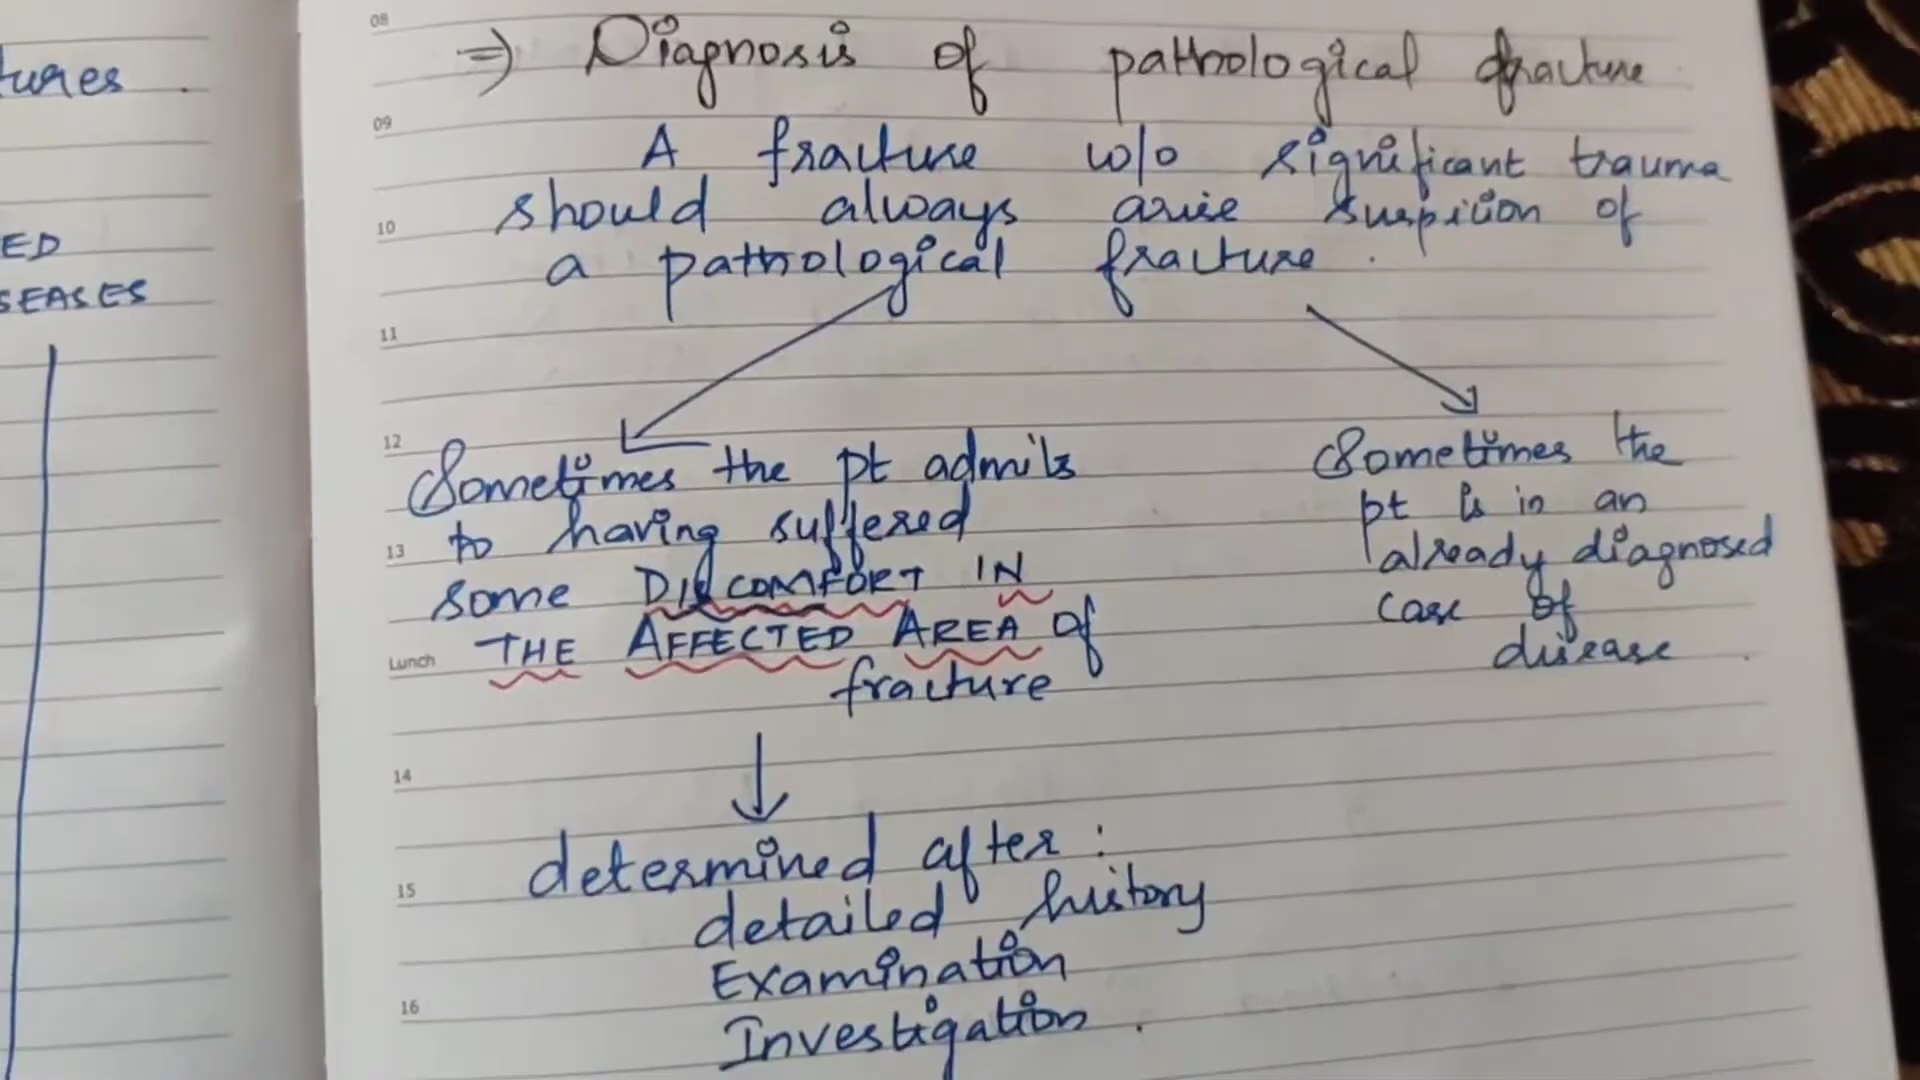 tures.
ED
SEASES
08
⇒ Diagnosis of pathological fracture
09
A fracture w/o significant trauma
should always arise suspicion of
10
a pathological fracture.
11
12
Sometimes the pt admits
to having suffered
13
some DISCOMFORT IN
THE AFFECTED AREA of
Lunch
fracture
Sometimes the
pt is in an
already diagnosed
case of
disease.
14
determined after:
15
detailed history
Examination
16
Investigation.